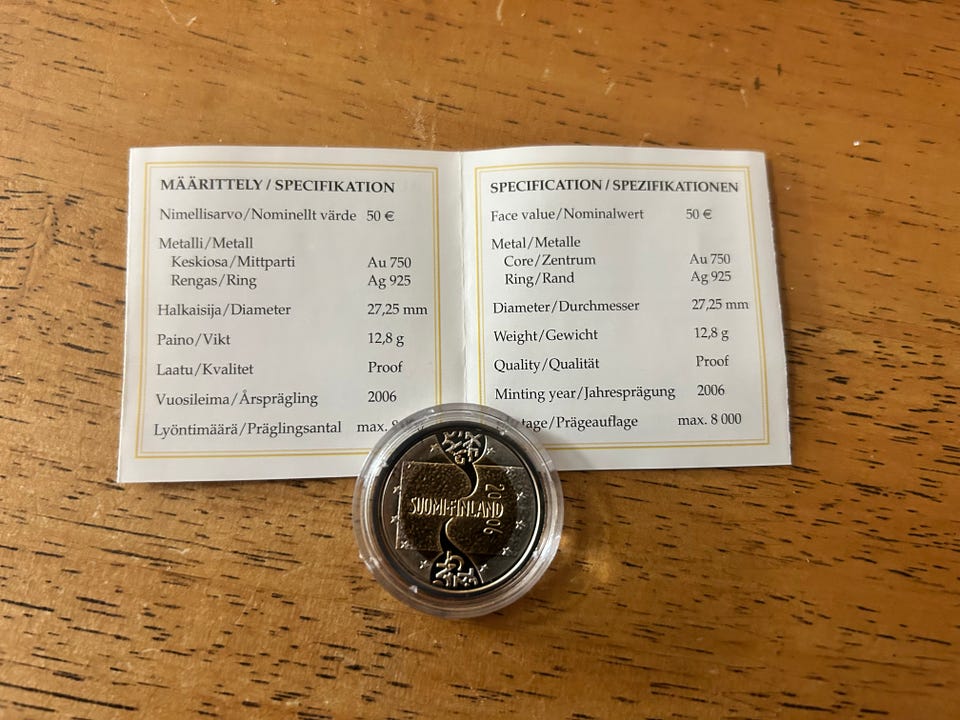 MÄÄRITTELY / SPECIFIKATION
Nimellisarvo/Nominellt värde 50 €
Metalli/Metall
Keskiosa/Mittparti Au 750
Rengas/Ring Ag 925
Halkaisija/Diameter 27,25 mm
Paino/Vikt 12,8 g
Laatu/Kvalitet Proof
Vuosileima/Årsprägling 2006
Lyöntimäärä/Präglingsantal max.
SPECIFICATION / SPEZIFIKATIONEN
Face value/Nominalwert 50 €
Metal/Metalle
Core/Zentrum Au 750
Ring/Rand Ag 925
Diameter/Durchmesser 27,25 mm
Weight/Gewicht 12,8 g
Quality/Qualität Proof
Minting year/Jahresprägung 2006
tage/Prägeauflage max. 8 000
SUOMI-FINLAND
2006